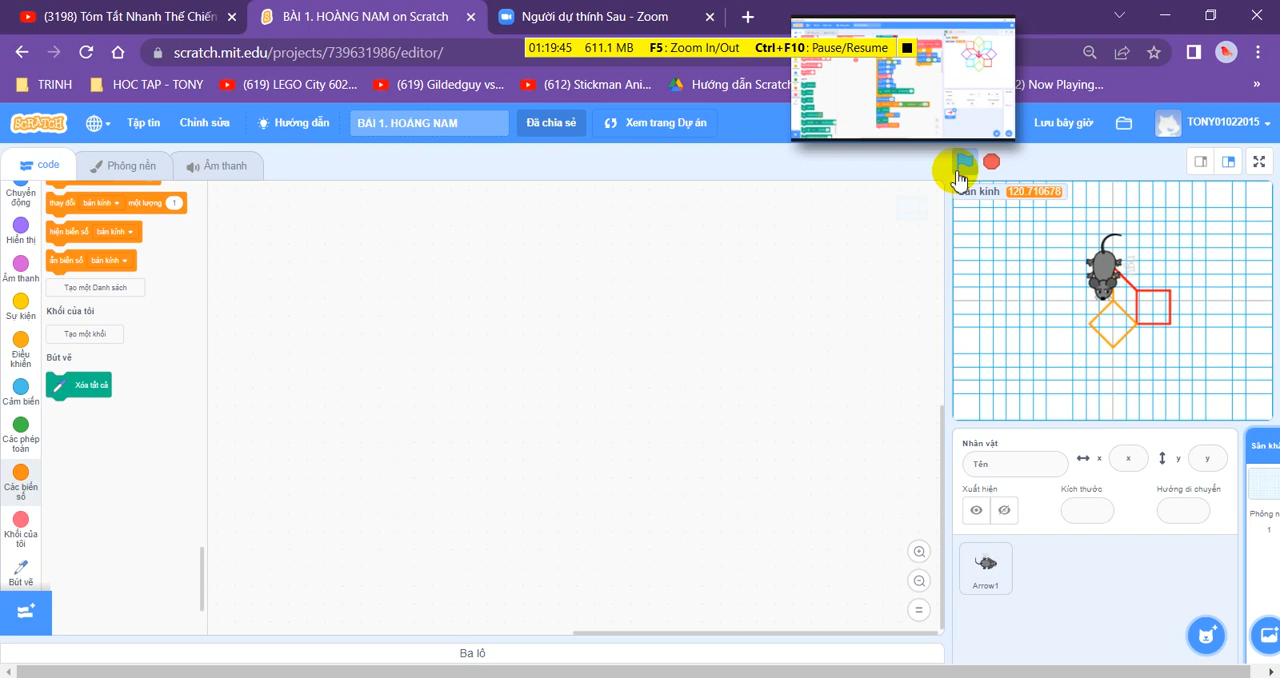 (3198) Tóm Tắt Nhanh Thế Chiến
BÀI 1. HOÀNG NAM on Scratch
Người dự thính Sau - Zoom
scratch.mit.edu/projects/739631986/editor/
01:19:45 611.1 MB F5: Zoom In/Out Ctrl+F10: Pause/Resume
TRINH
HOC TAP - TONY
(619) LEGO City 602...
(619) Gildedguy vs...
(612) Stickman Ani...
Hướng dẫn Scratch
2) Now Playing...
SCRATCH
Tập tin
Chỉnh sửa
Hướng dẫn
BÀI 1. HOÀNG NAM
Đã chia sẻ
Xem trang Dự án
Lưu bây giờ
TONY01022015
code
Phông nền
Âm thanh
Chuyển động
Hiển thị
Âm thanh
Sự kiện
Điều khiển
Cảm biến
Các phép toán
Các biến số
Khối của tôi
Bút vẽ
thay đổi bán kính một lượng 1
hiện biến số bán kính
ẩn biến số bán kính
Tạo một Danh sách
Khối của tôi
Tạo một khối
Bút vẽ
Xóa tất cả
bán kính 120.710678
Nhân vật
Tên
x x
y y
Xuất hiện
Kích thước
Hướng di chuyển
Arrow1
Sân khấ
Phông n
1
Ba lô